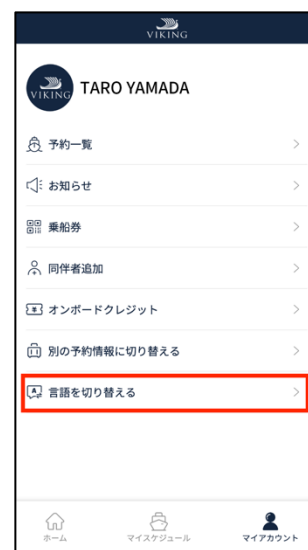 VIKING
VIKING
TARO YAMADA
予約一覧
お知らせ
乗船券
同伴者追加
オンボードクレジット
別の予約情報に切り替える
言語を切り替える
ホーム
マイスケジュール
マイアカウント